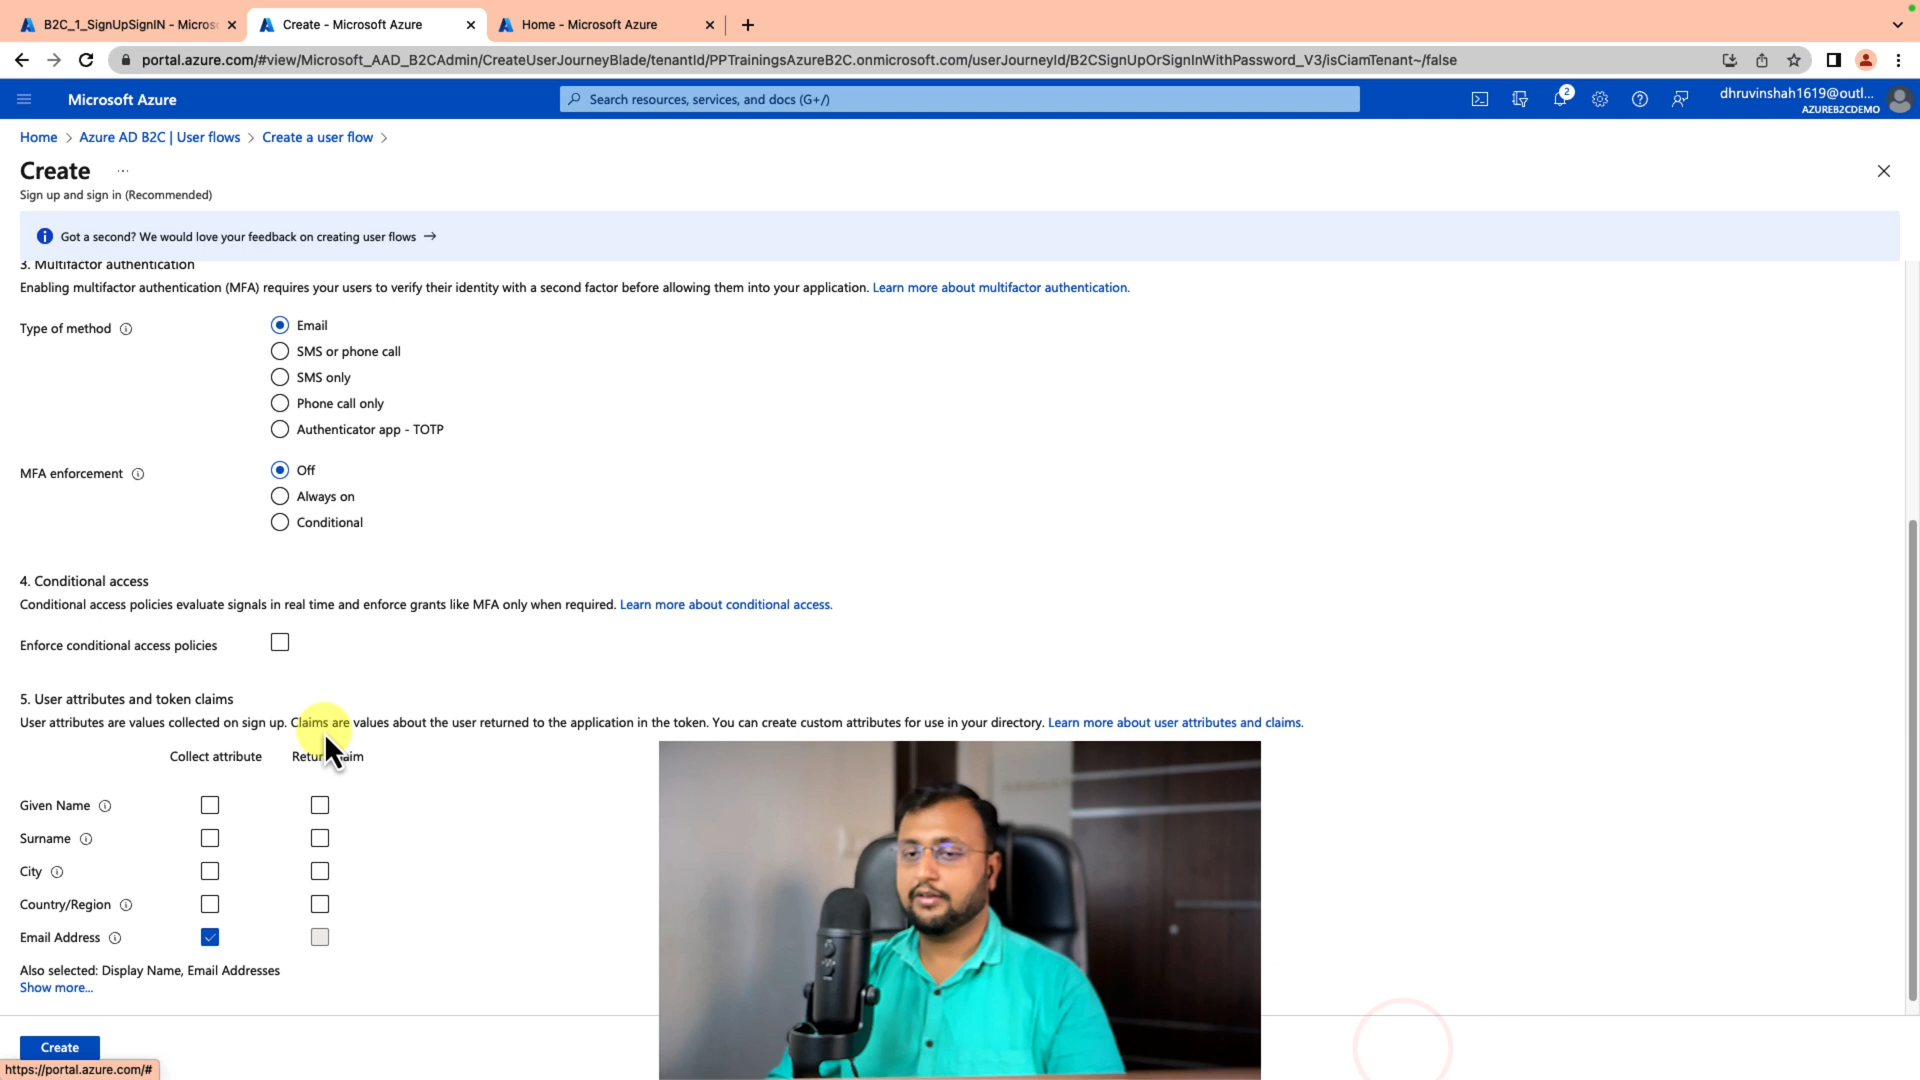 B2C_1_SignUpSignIN - Micros
Create - Microsoft Azure
Home - Microsoft Azure
portal.azure.com/#view/Microsoft_AAD_B2CAdmin/CreateUserJourneyBlade/tenantId/PPTrainingsAzureB2C.onmicrosoft.com/userJourneyId/B2CSignUpOrSignInWithPassword_V3/isCiamTenant~/false
Microsoft Azure
Search resources, services, and docs (G+/)
2
dhruvinshah1619@outl...
AZUREB2CDEMO
Home > Azure AD B2C | User flows > Create a user flow >
Create ...
Sign up and sign in (Recommended)
Got a second? We would love your feedback on creating user flows →
3. Multifactor authentication
Enabling multifactor authentication (MFA) requires your users to verify their identity with a second factor before allowing them into your application. Learn more about multifactor authentication.
Type of method
Email
SMS or phone call
SMS only
Phone call only
Authenticator app - TOTP
MFA enforcement
Off
Always on
Conditional
4. Conditional access
Conditional access policies evaluate signals in real time and enforce grants like MFA only when required. Learn more about conditional access.
Enforce conditional access policies
5. User attributes and token claims
User attributes are values collected on sign up. Claims are values about the user returned to the application in the token. You can create custom attributes for use in your directory. Learn more about user attributes and claims.
Collect attribute
Given Name
Surname
City
Country/Region
Email Address
Also selected: Display Name, Email Addresses
Show more...
Create
https://portal.azure.com/#